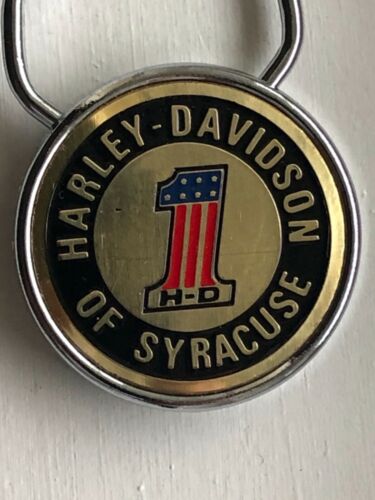 HARLEY-DAVIDSON
1
H-D
OF SYRACUSE